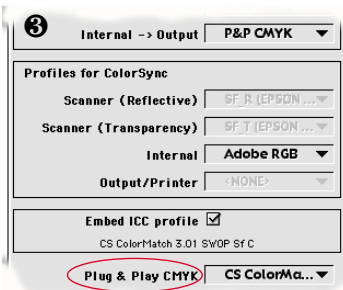 ❸ Internal -> Output P&P CMYK
Profiles for ColorSync
Scanner (Reflective) SF_R (EPSON ...
Scanner (Transparency) SF_T (EPSON ...
Internal Adobe RGB
Output/Printer <NONE>
Embed ICC profile
CS ColorMatch 3.01 SWOP Sf C
Plug & Play CMYK CS ColorMa...